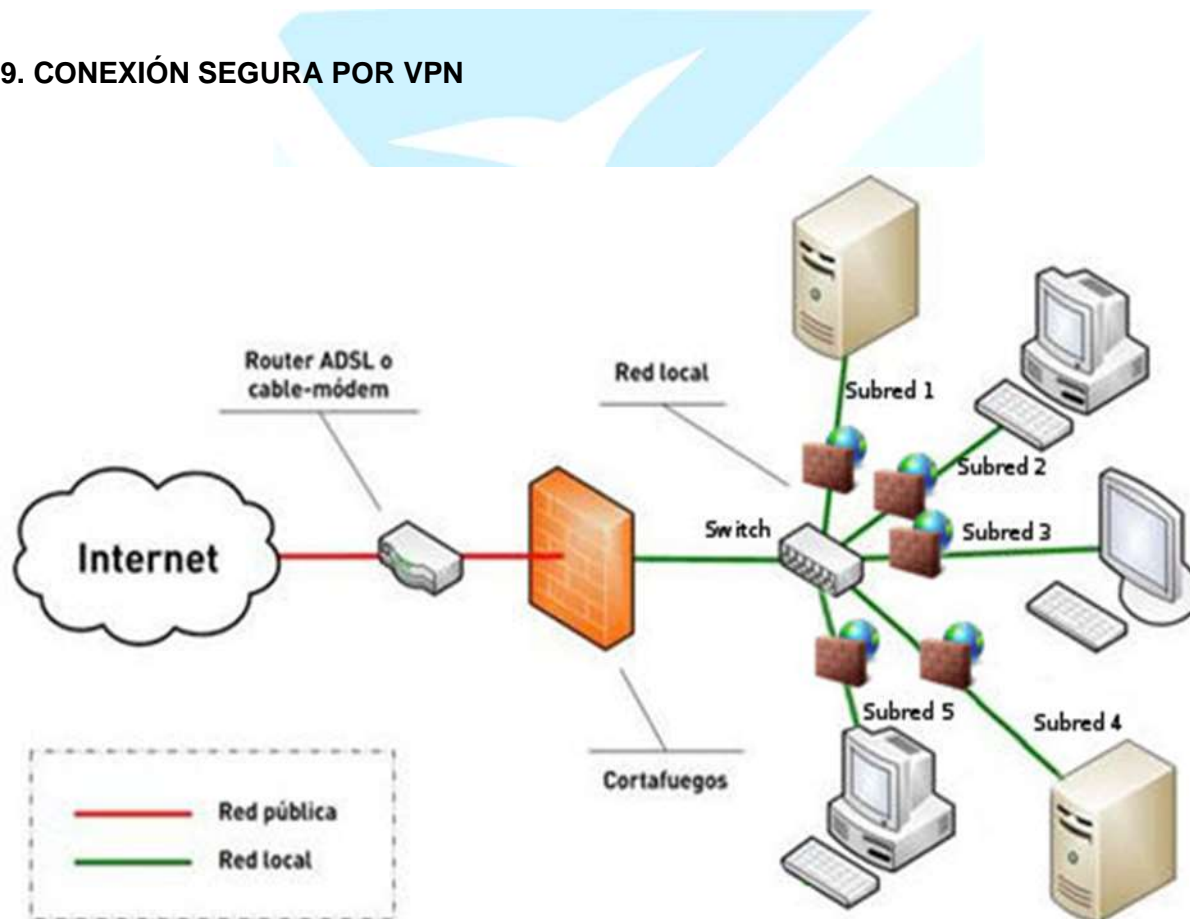 9. CONEXIÓN SEGURA POR VPN
Router ADSL o
cable-módem
Red local
Subred 1
Subred 2
Switch
Subred 3
Internet
Subred 5
Subred 4
Cortafuegos
Red pública
Red local